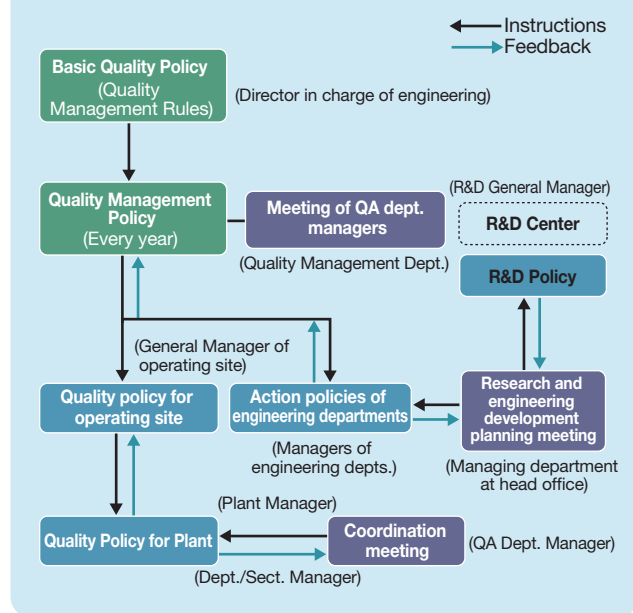 Instructions
Feedback
Basic Quality Policy
(Quality
Management Rules)
(Director in charge of engineering)
Quality Management
Policy
(Every year)
Meeting of QA dept.
managers
(Quality Management Dept.)
(R&D General Manager)
R&D Center
R&D Policy
(General Manager of
operating site)
Quality policy for
operating site
Action policies of
engineering departments
(Managers of
engineering depts.)
Research and
engineering
development
planning meeting
(Managing department
at head office)
(Plant Manager)
Quality Policy for Plant
(Dept./Sect. Manager)
Coordination
meeting
(QA Dept. Manager)